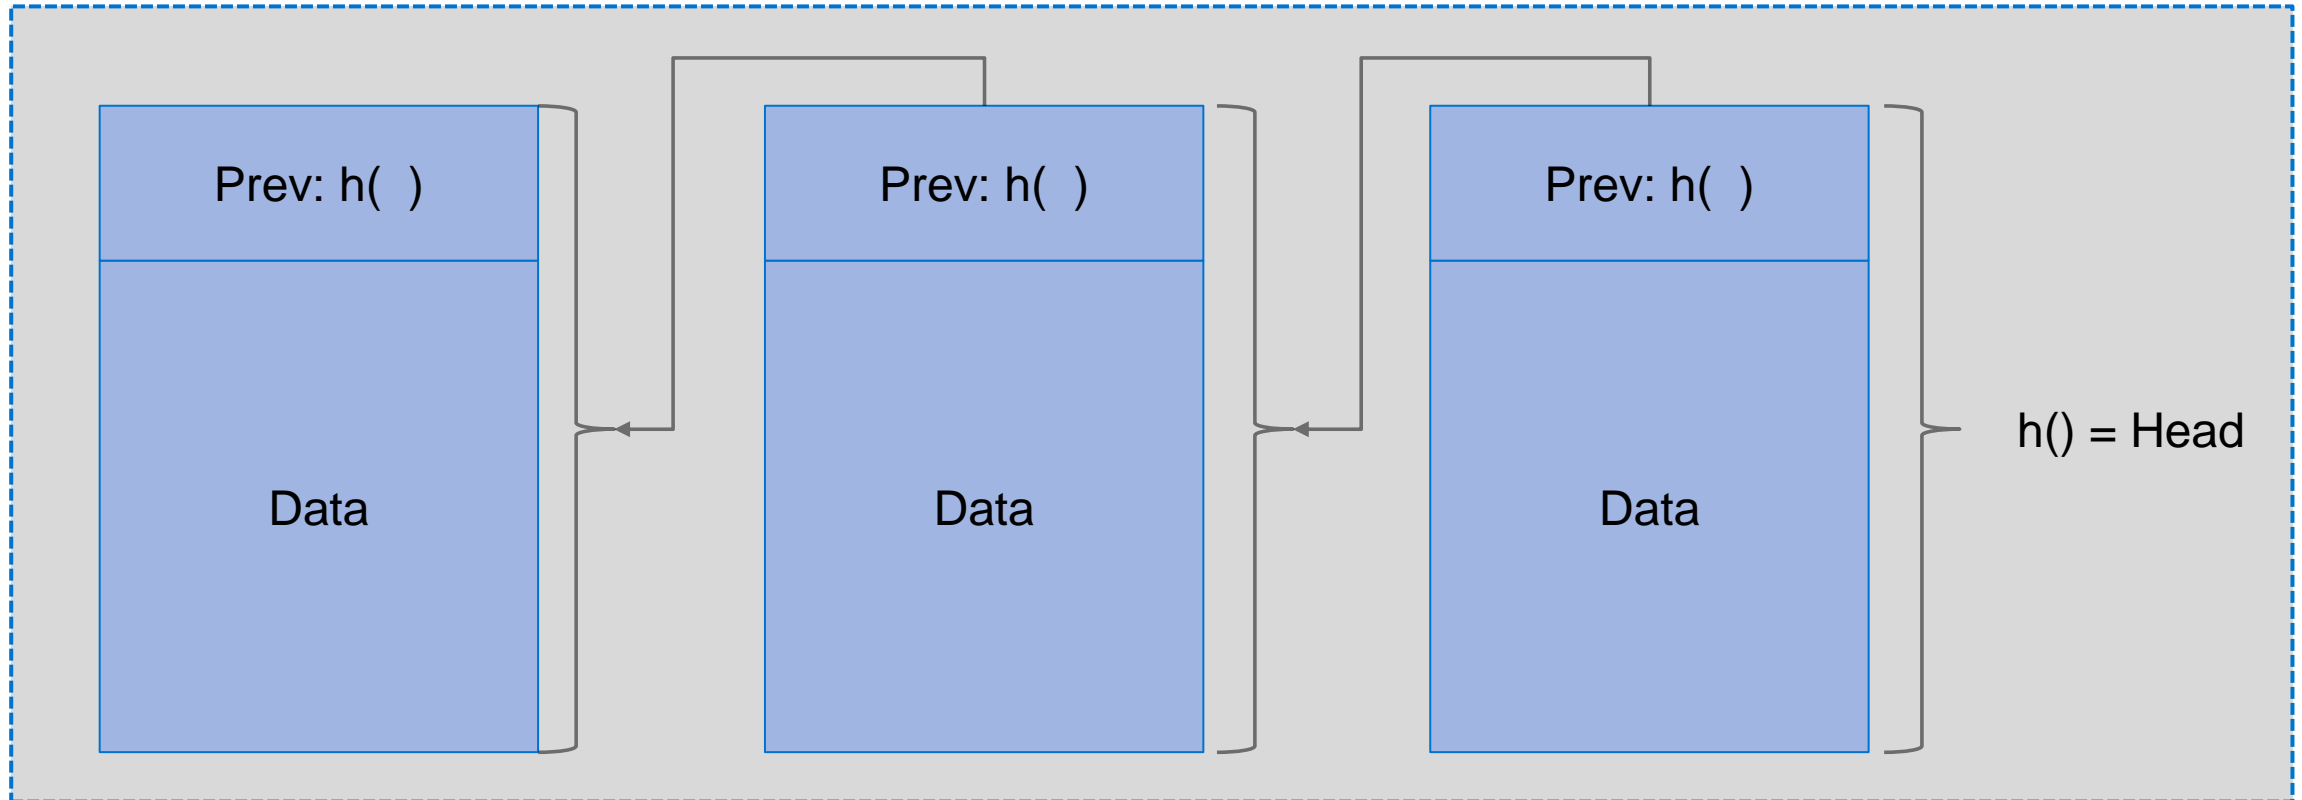 Prev: h(  )
Prev: h(  )
Prev: h(  )
Data
Data
Data
h() = Head